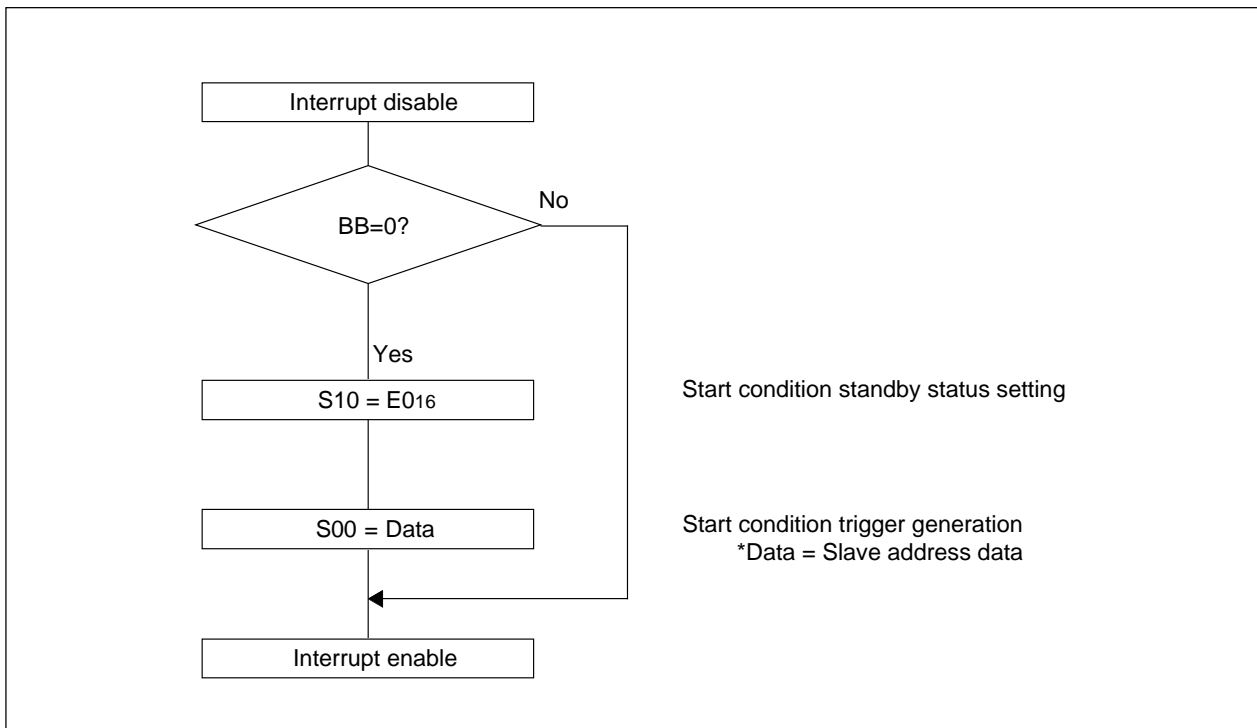 Interrupt disable
No
BB=0?
Yes
S10 = E016
Start condition standby status setting
S00 = Data
Start condition trigger generation
*Data = Slave address data
Interrupt enable